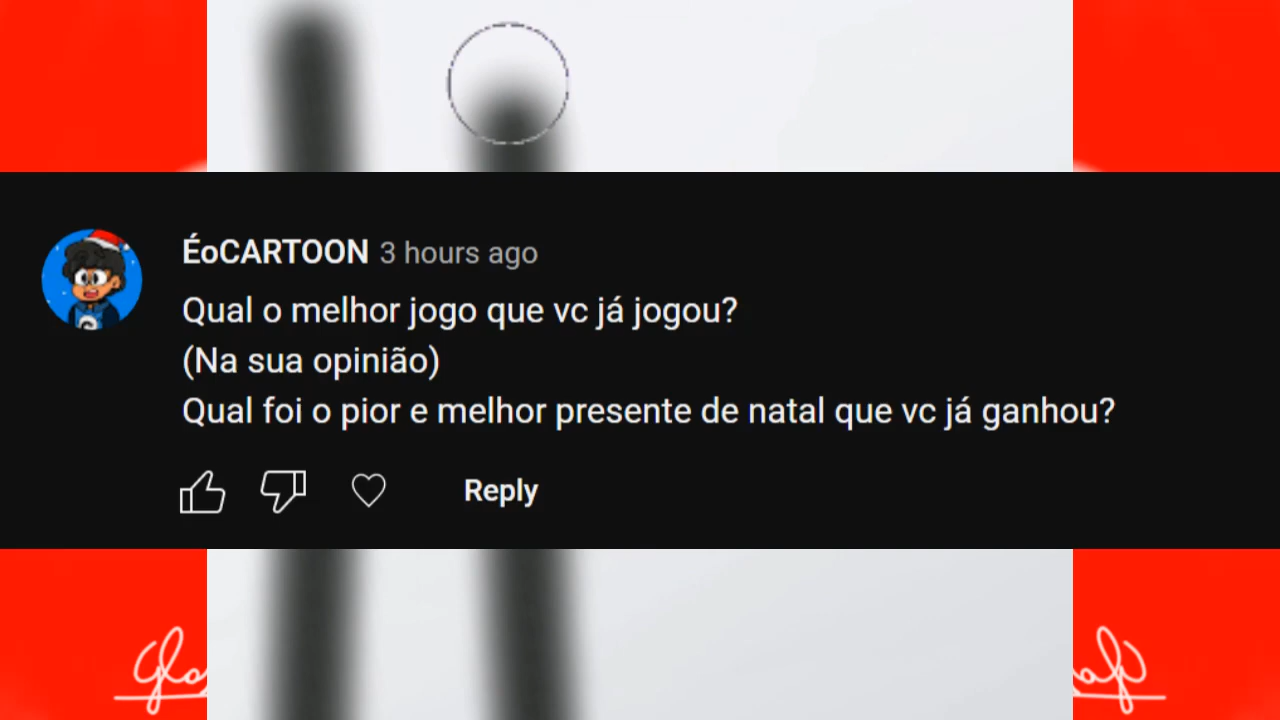 ÉoCARTOON 3 hours ago
Qual o melhor jogo que vc já jogou?
(Na sua opinião)
Qual foi o pior e melhor presente de natal que vc já ganhou?
Reply